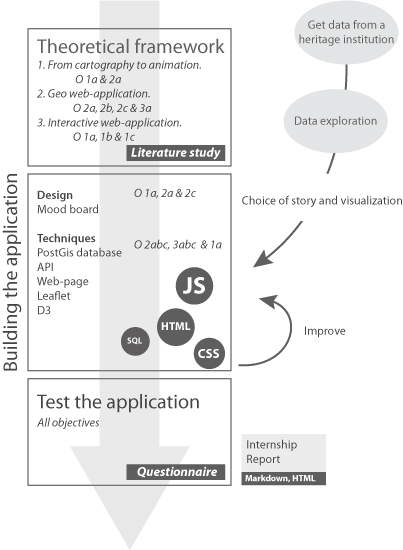 Theoretical framework
1. From cartography to animation.
O 1a & 2a
2. Geo web-application.
O 2a, 2b, 2c & 3a
3. Interactive web-application.
O 1a, 1b & 1c
Literature study
Get data from a
heritage institution
Data exploration
Choice of story and visualization
Building the application
Design
O 1a, 2a & 2c
Mood board
Techniques
O 2abc, 3abc & 1a
PostGis database
API
Web-page
Leaflet
D3
JS
HTML
SQL
CSS
Improve
Test the application
All objectives
Questionnaire
Internship
Report
Markdown, HTML